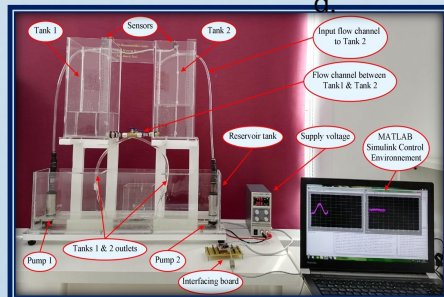 d.
Tank 1
Sensors
Tank 2
Input flow channel
to Tank 2
Flow channel between
Tank1 & Tank 2
Reservoir tank
Supply voltage
MATLAB
Simulink Control
Environnement
Tanks 1 & 2 outlets
Pump 1
Pump 2
Interfacing board